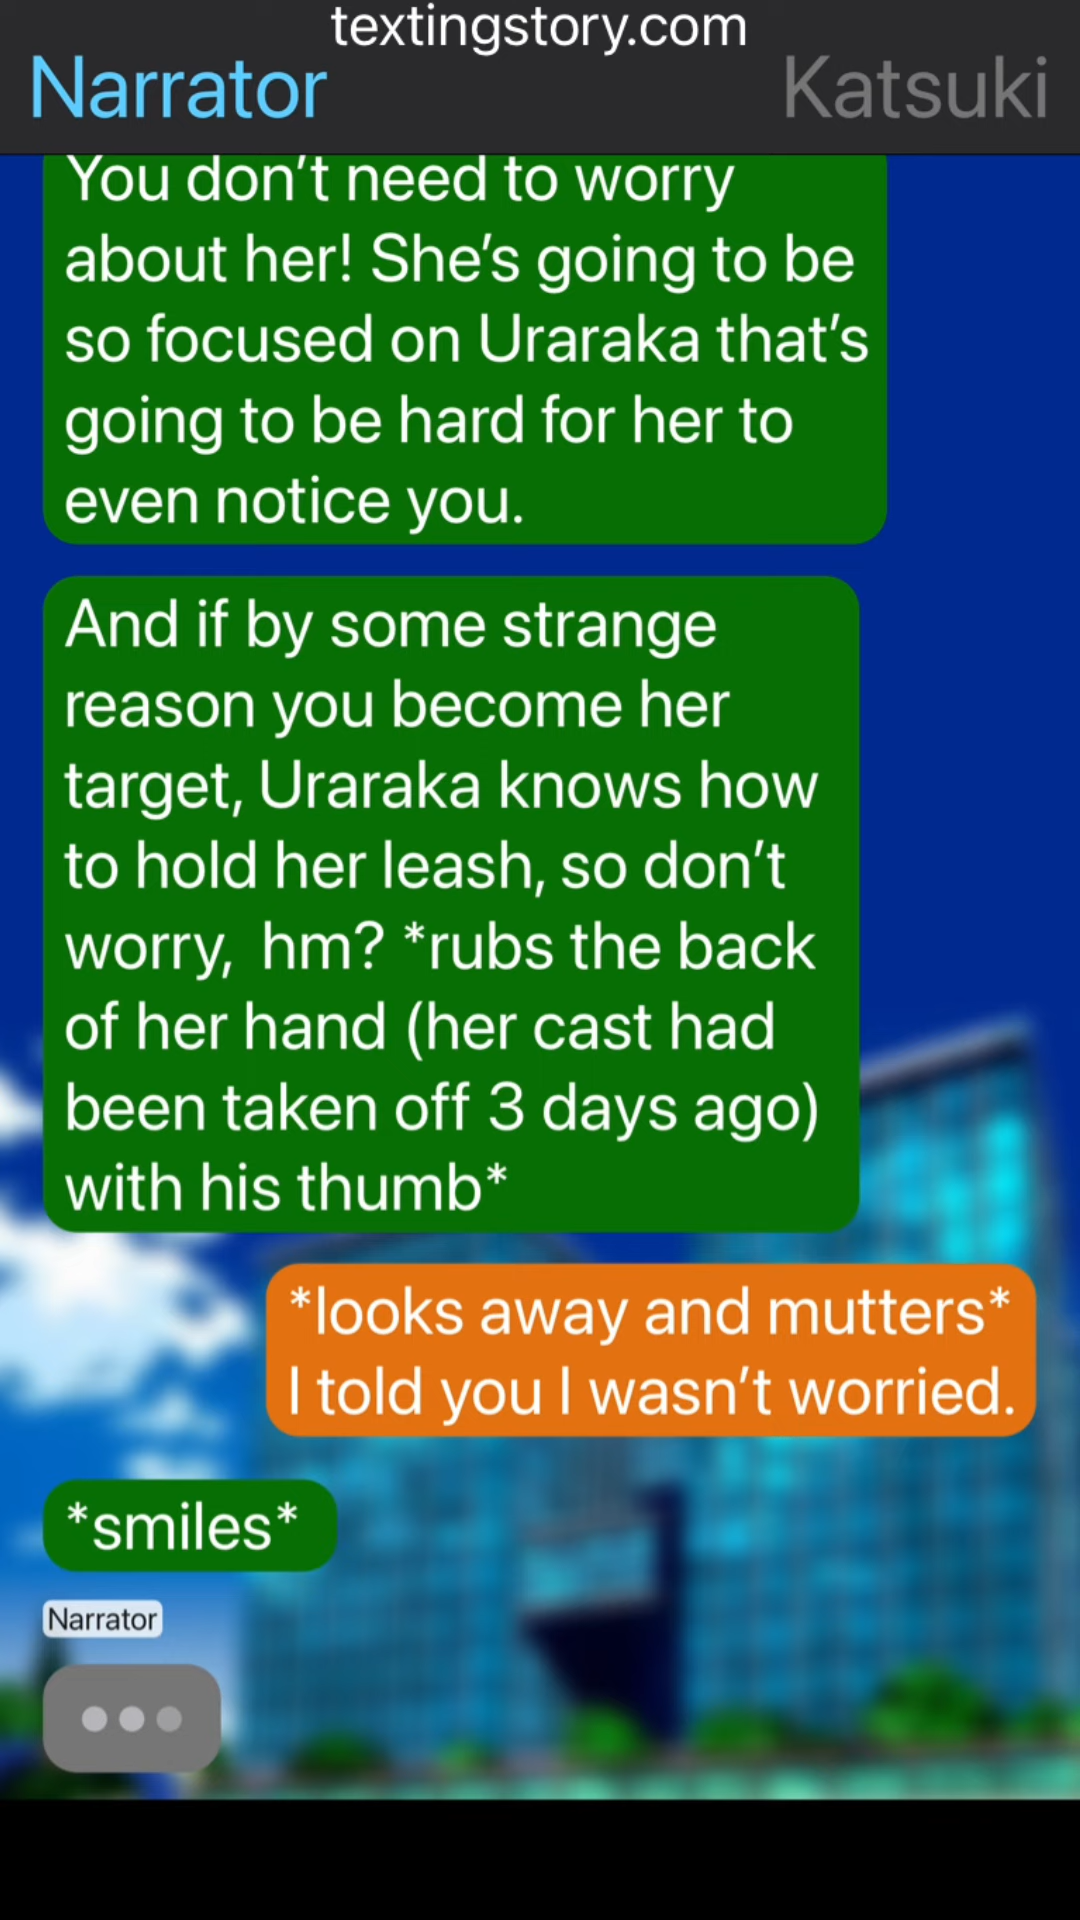 textingstory.com
Narrator
Katsuki
You don’t need to worry
about her! She’s going to be
so focused on Uraraka that’s
going to be hard for her to
even notice you.
And if by some strange
reason you become her
target, Uraraka knows how
to hold her leash, so don’t
worry,  hm? *rubs the back
of her hand (her cast had
been taken off 3 days ago)
with his thumb*
*looks away and mutters*
I told you I wasn’t worried.
*smiles*
Narrator